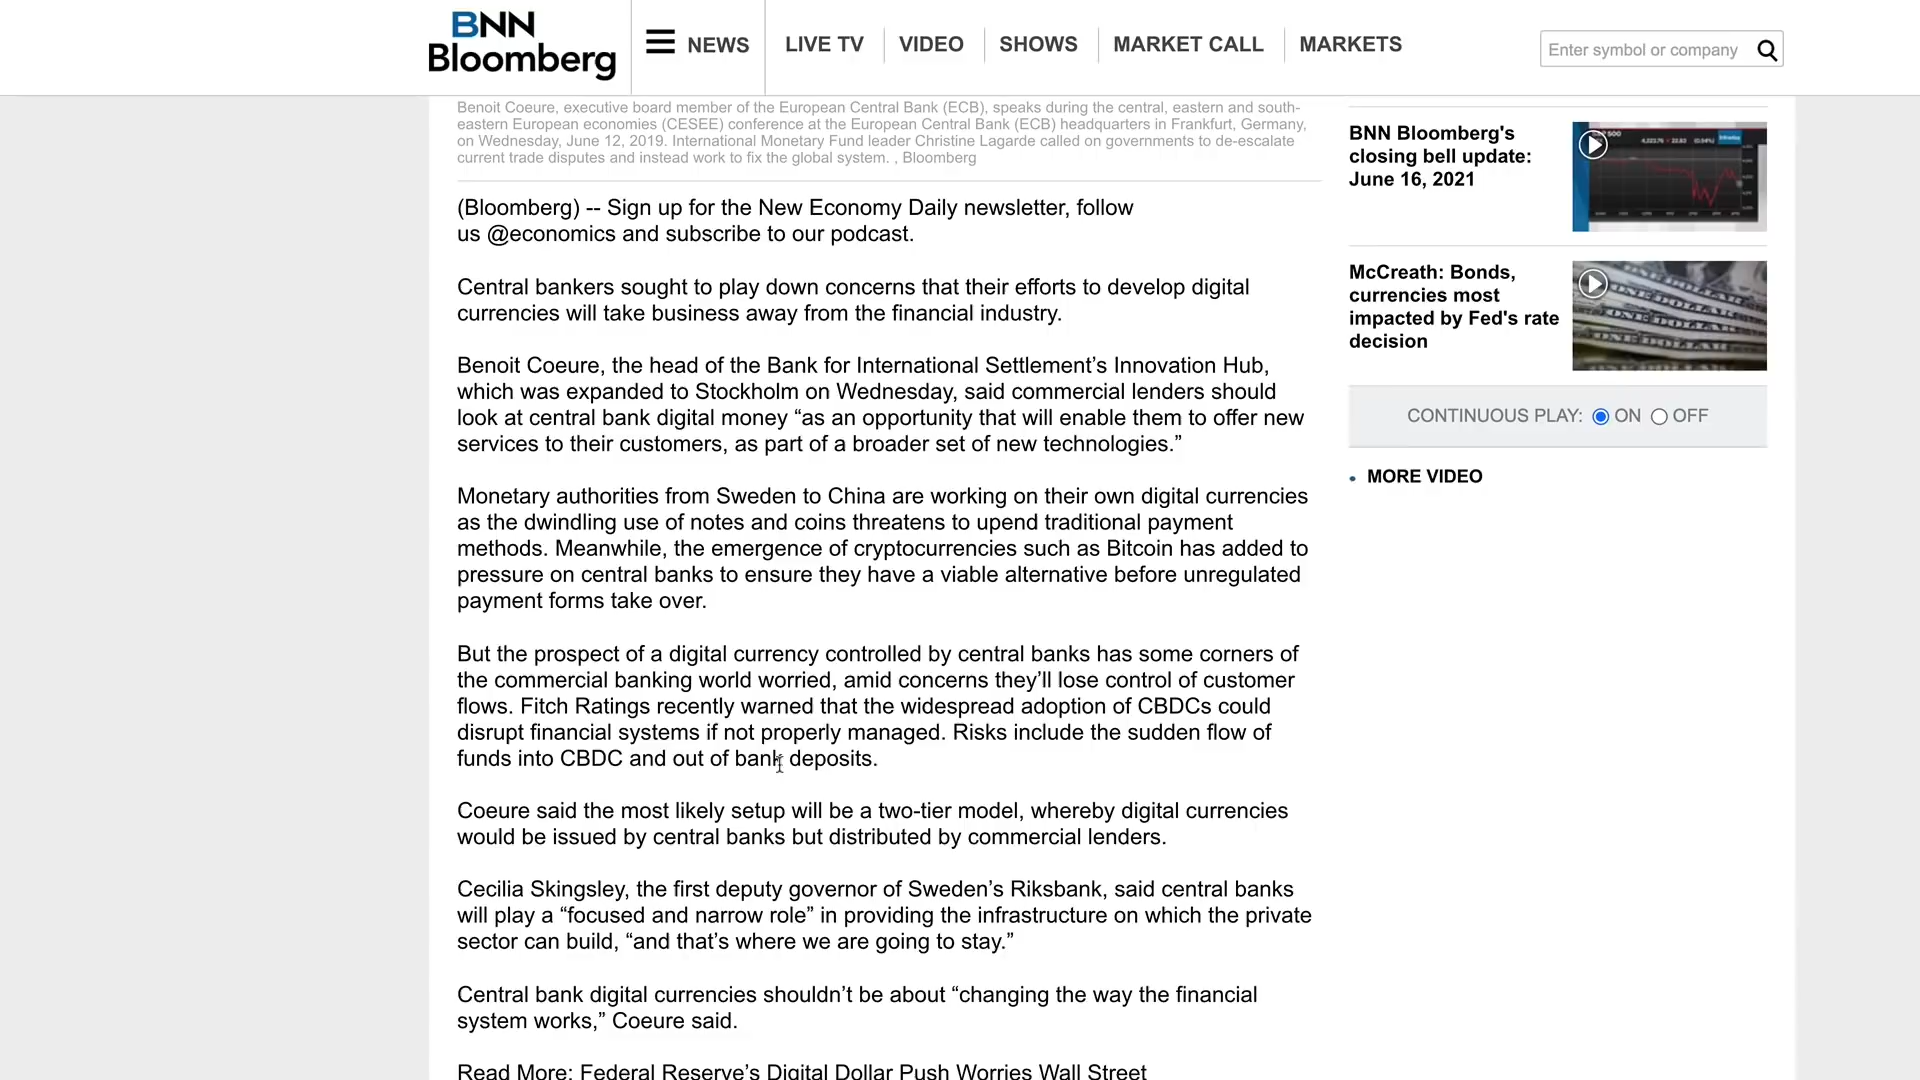 BNN
Bloomberg
NEWS
LIVE TV
VIDEO
SHOWS
MARKET CALL
MARKETS
Enter symbol or company
Benoit Coeure, executive board member of the European Central Bank (ECB), speaks during the central, eastern and south-
eastern European economies (CESEE) conference at the European Central Bank (ECB) headquarters in Frankfurt, Germany,
on Wednesday, June 12, 2019. International Monetary Fund leader Christine Lagarde called on governments to de-escalate
current trade disputes and instead work to fix the global system. , Bloomberg
(Bloomberg) -- Sign up for the New Economy Daily newsletter, follow
us @economics and subscribe to our podcast.
Central bankers sought to play down concerns that their efforts to develop digital
currencies will take business away from the financial industry.
Benoit Coeure, the head of the Bank for International Settlement’s Innovation Hub,
which was expanded to Stockholm on Wednesday, said commercial lenders should
look at central bank digital money “as an opportunity that will enable them to offer new
services to their customers, as part of a broader set of new technologies.”
Monetary authorities from Sweden to China are working on their own digital currencies
as the dwindling use of notes and coins threatens to upend traditional payment
methods. Meanwhile, the emergence of cryptocurrencies such as Bitcoin has added to
pressure on central banks to ensure they have a viable alternative before unregulated
payment forms take over.
But the prospect of a digital currency controlled by central banks has some corners of
the commercial banking world worried, amid concerns they’ll lose control of customer
flows. Fitch Ratings recently warned that the widespread adoption of CBDCs could
disrupt financial systems if not properly managed. Risks include the sudden flow of
funds into CBDC and out of bank deposits.
Coeure said the most likely setup will be a two-tier model, whereby digital currencies
would be issued by central banks but distributed by commercial lenders.
Cecilia Skingsley, the first deputy governor of Sweden’s Riksbank, said central banks
will play a “focused and narrow role” in providing the infrastructure on which the private
sector can build, “and that’s where we are going to stay.”
Central bank digital currencies shouldn’t be about “changing the way the financial
system works,” Coeure said.
Read More: Federal Reserve’s Digital Dollar Push Worries Wall Street
BNN Bloomberg's
closing bell update:
June 16, 2021
McCreath: Bonds,
currencies most
impacted by Fed's rate
decision
ONE DOLLAR
CONTINUOUS PLAY: ON OFF
MORE VIDEO